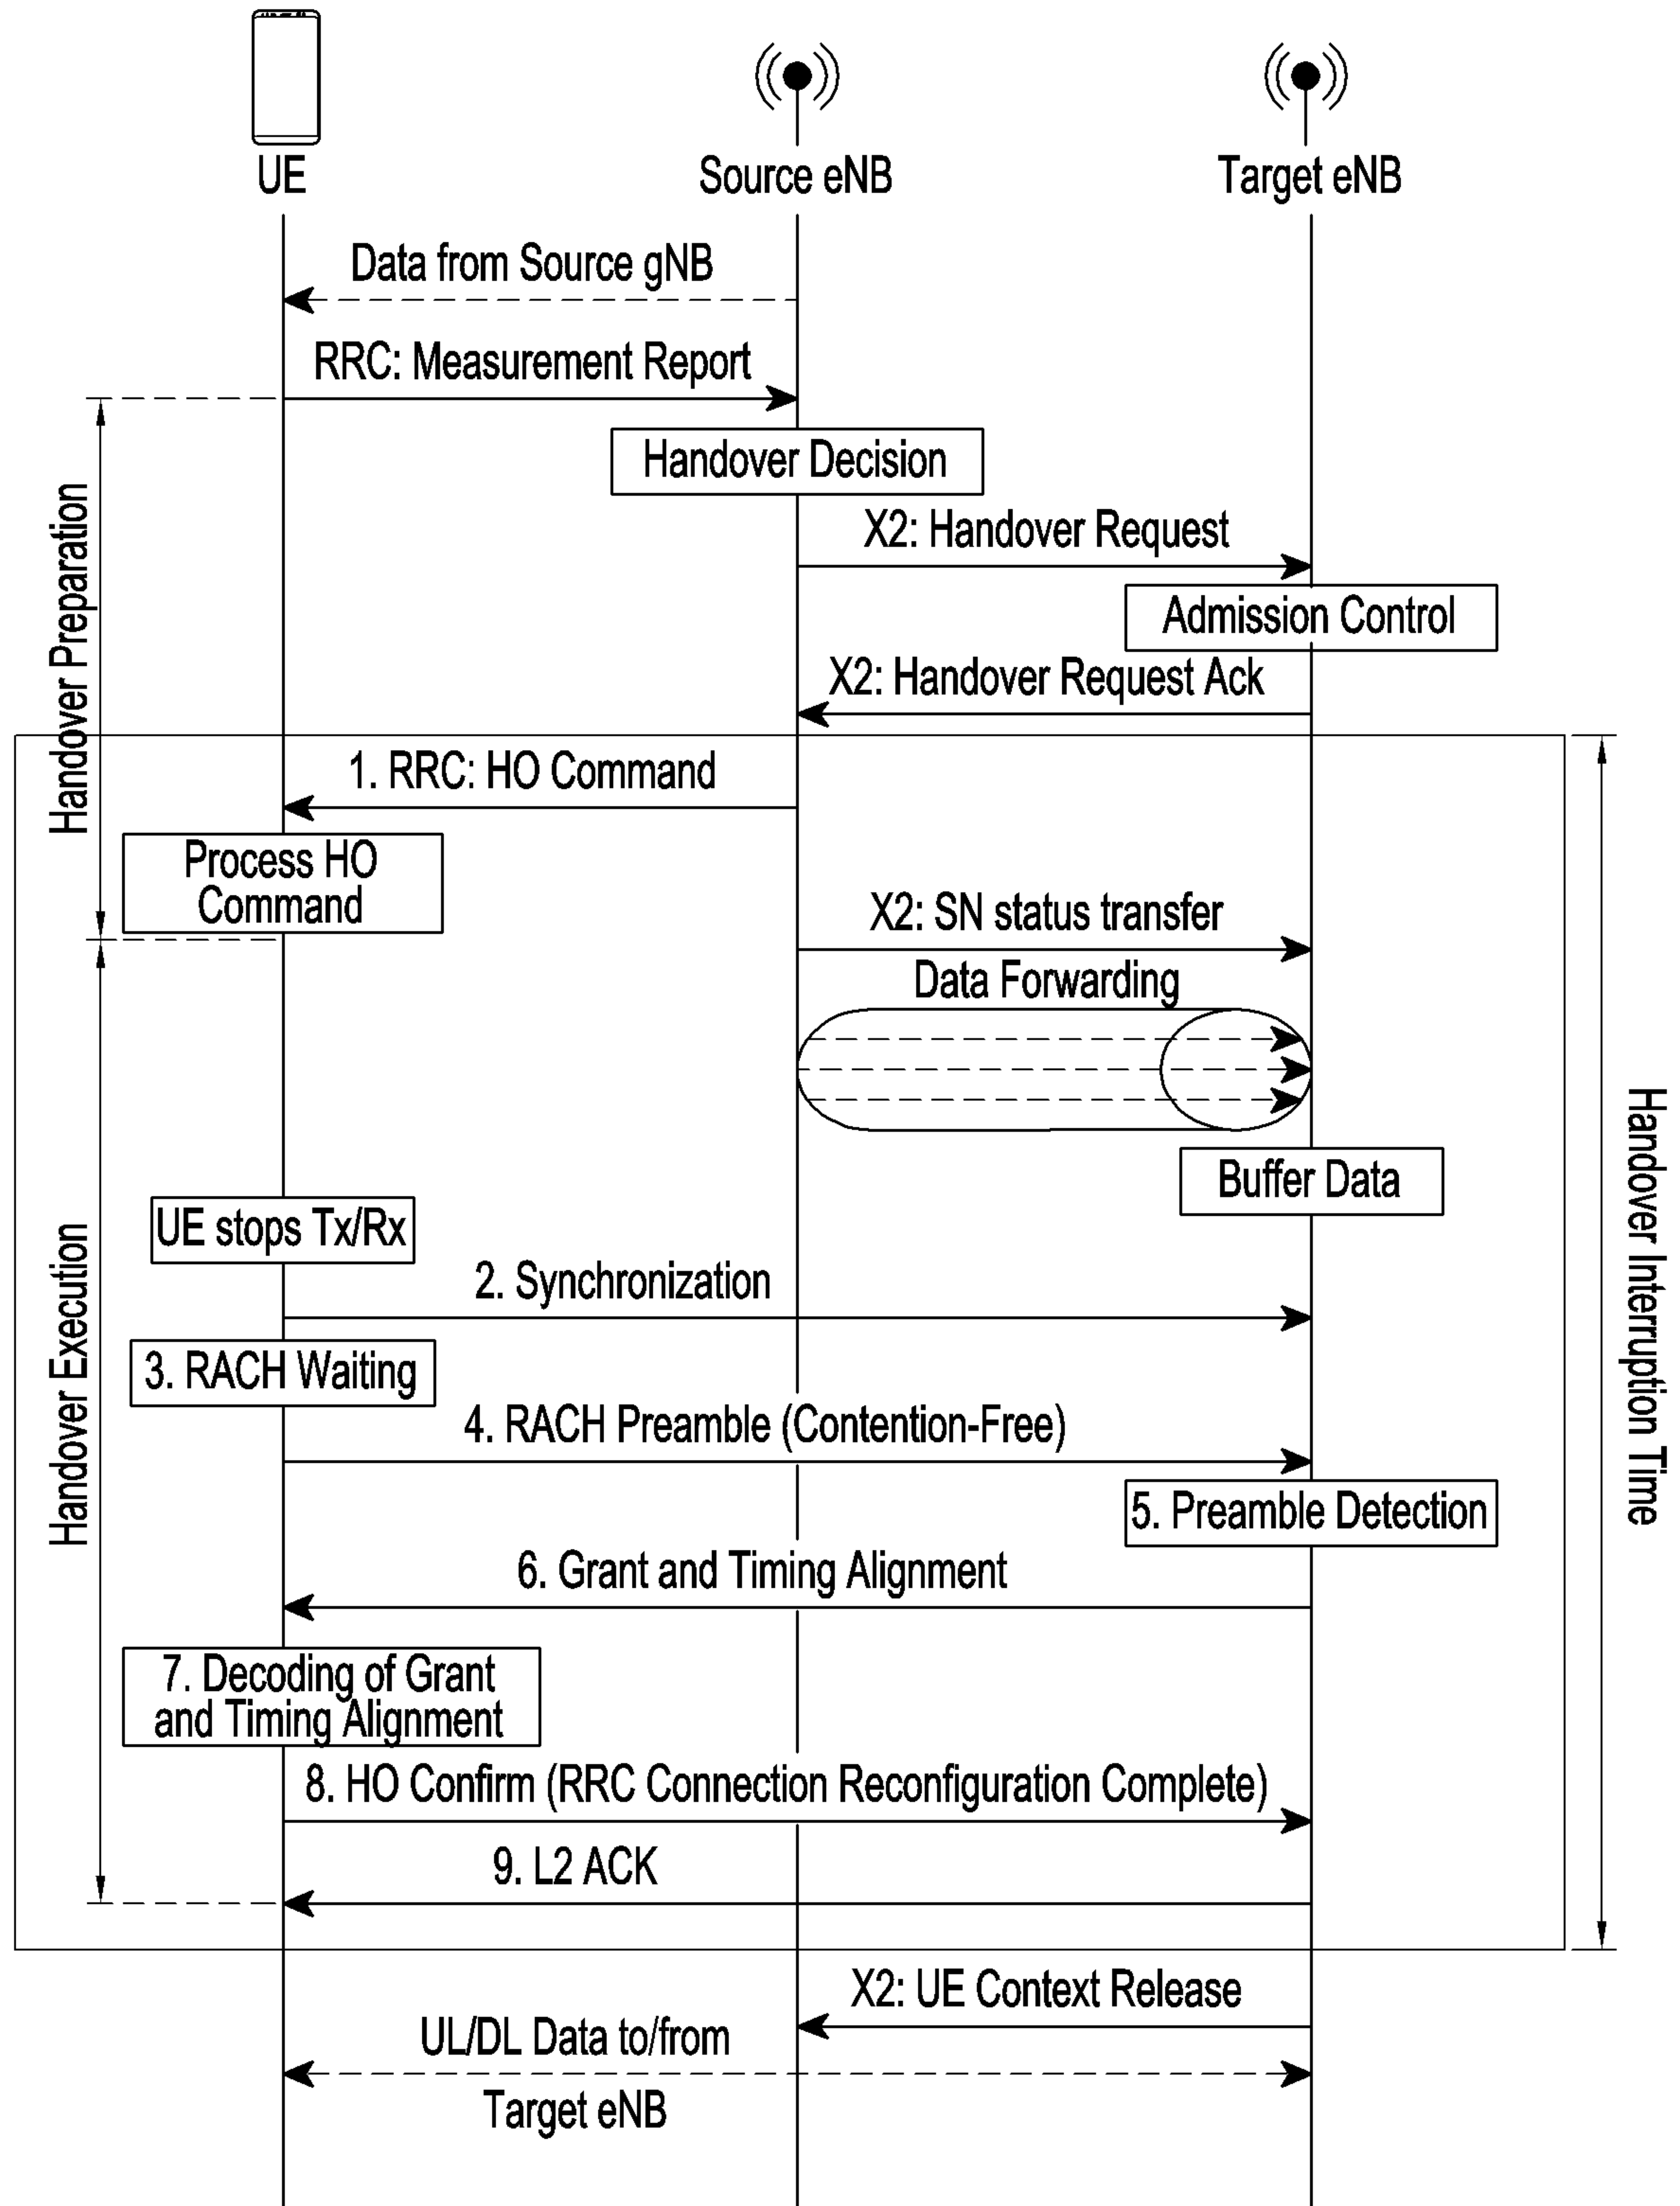 UE
Source eNB
Target eNB
Data from Source gNB
RRC: Measurement Report
Handover Decision
X2: Handover Request
Handover Preparation
Admission Control
X2: Handover Request Ack
1. RRC: HO Command
Process HO
Command
X2: SN status transfer
Data Forwarding
Buffer Data
UE stops Tx/Rx
2. Synchronization
Handover Execution
Handover Interruption Time
3. RACH Waiting
4. RACH Preamble (Contention-Free)
5. Preamble Detection
6. Grant and Timing Alignment
7. Decoding of Grant
and Timing Alignment
8. HO Confirm (RRC Connection Reconfiguration Complete)
9. L2 ACK
X2: UE Context Release
UL/DL Data to/from
Target eNB